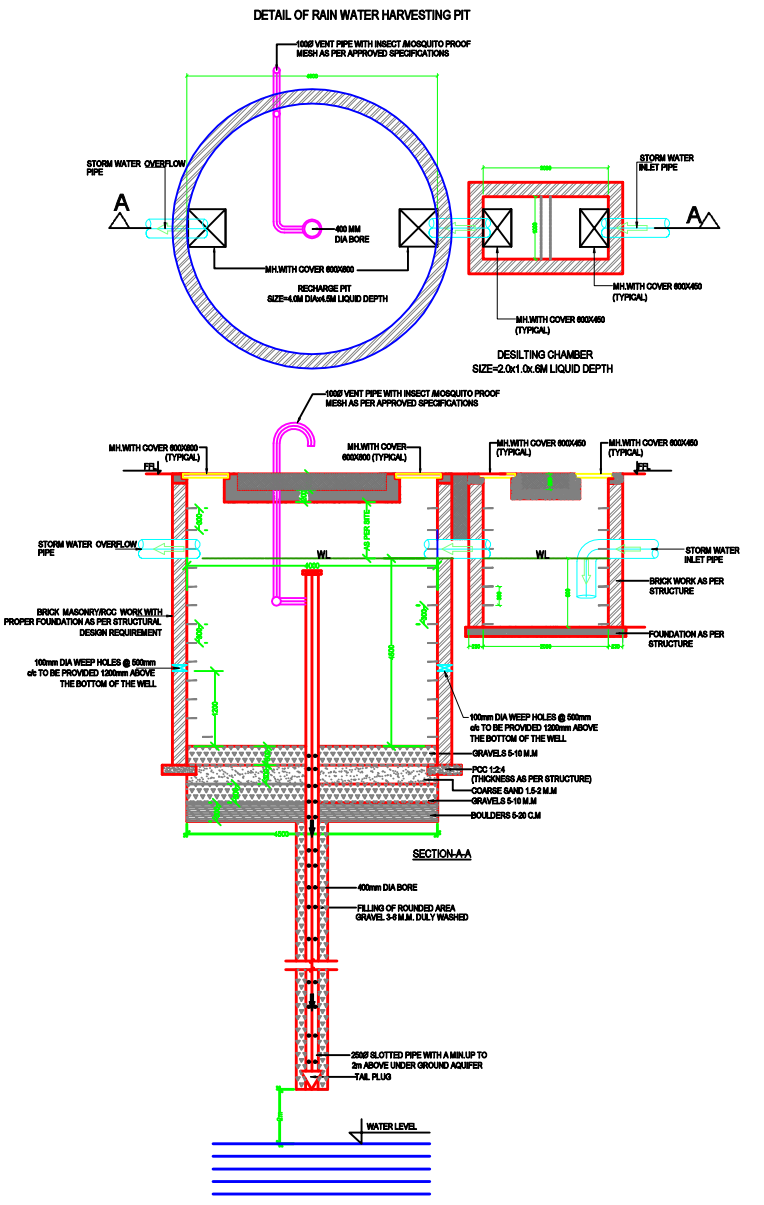 DETAIL OF RAIN WATER HARVESTING PIT
100Ø VENT PIPE WITH INSECT /MOSQUITO PROOF
MESH AS PER APPROVED SPECIFICATIONS
STORM WATER OVERFLOW
PIPE
STORM WATER
INLET PIPE
A
A
400 MM
DIA BORE
MH.WITH COVER 600X600
RECHARGE PIT
SIZE=4.0M DIAx4.5M LIQUID DEPTH
MH.WITH COVER 600X450
(TYPICAL)
MH.WITH COVER 600X450
(TYPICAL)
DESILTING CHAMBER
SIZE=2.0x1.0x.6M LIQUID DEPTH
100Ø VENT PIPE WITH INSECT /MOSQUITO PROOF
MESH AS PER APPROVED SPECIFICATIONS
MH.WITH COVER 600X600
(TYPICAL)
MH.WITH COVER
600X600 (TYPICAL)
MH.WITH COVER 600X450
(TYPICAL)
MH.WITH COVER 600X450
(TYPICAL)
FFL
FFL
AS PER SITE
STORM WATER OVERFLOW
PIPE
WL
WL
STORM WATER
INLET PIPE
4000
4500
BRICK WORK AS PER
STRUCTURE
BRICK MASONRY/RCC WORK WITH
PROPER FOUNDATION AS PER STRUCTURAL
DESIGN REQUIREMENT
FOUNDATION AS PER
STRUCTURE
100mm DIA WEEP HOLES @ 500mm
c/c TO BE PROVIDED 1200mm ABOVE
THE BOTTOM OF THE WELL
1200
100mm DIA WEEP HOLES @ 500mm
c/c TO BE PROVIDED 1200mm ABOVE
THE BOTTOM OF THE WELL
GRAVELS 5-10 M.M
PCC 1:2:4
(THICKNESS AS PER STRUCTURE)
COARSE SAND 1.5-2 M.M
GRAVELS 5-10 M.M
BOULDERS 5-20 C.M
SECTION-A-A
400mm DIA BORE
FILLING OF ROUNDED AREA
GRAVEL 3-6 M.M. DULY WASHED
250Ø SLOTTED PIPE WITH A MIN.UP TO
2m ABOVE UNDER GROUND AQUIFER
TAIL PLUG
WATER LEVEL